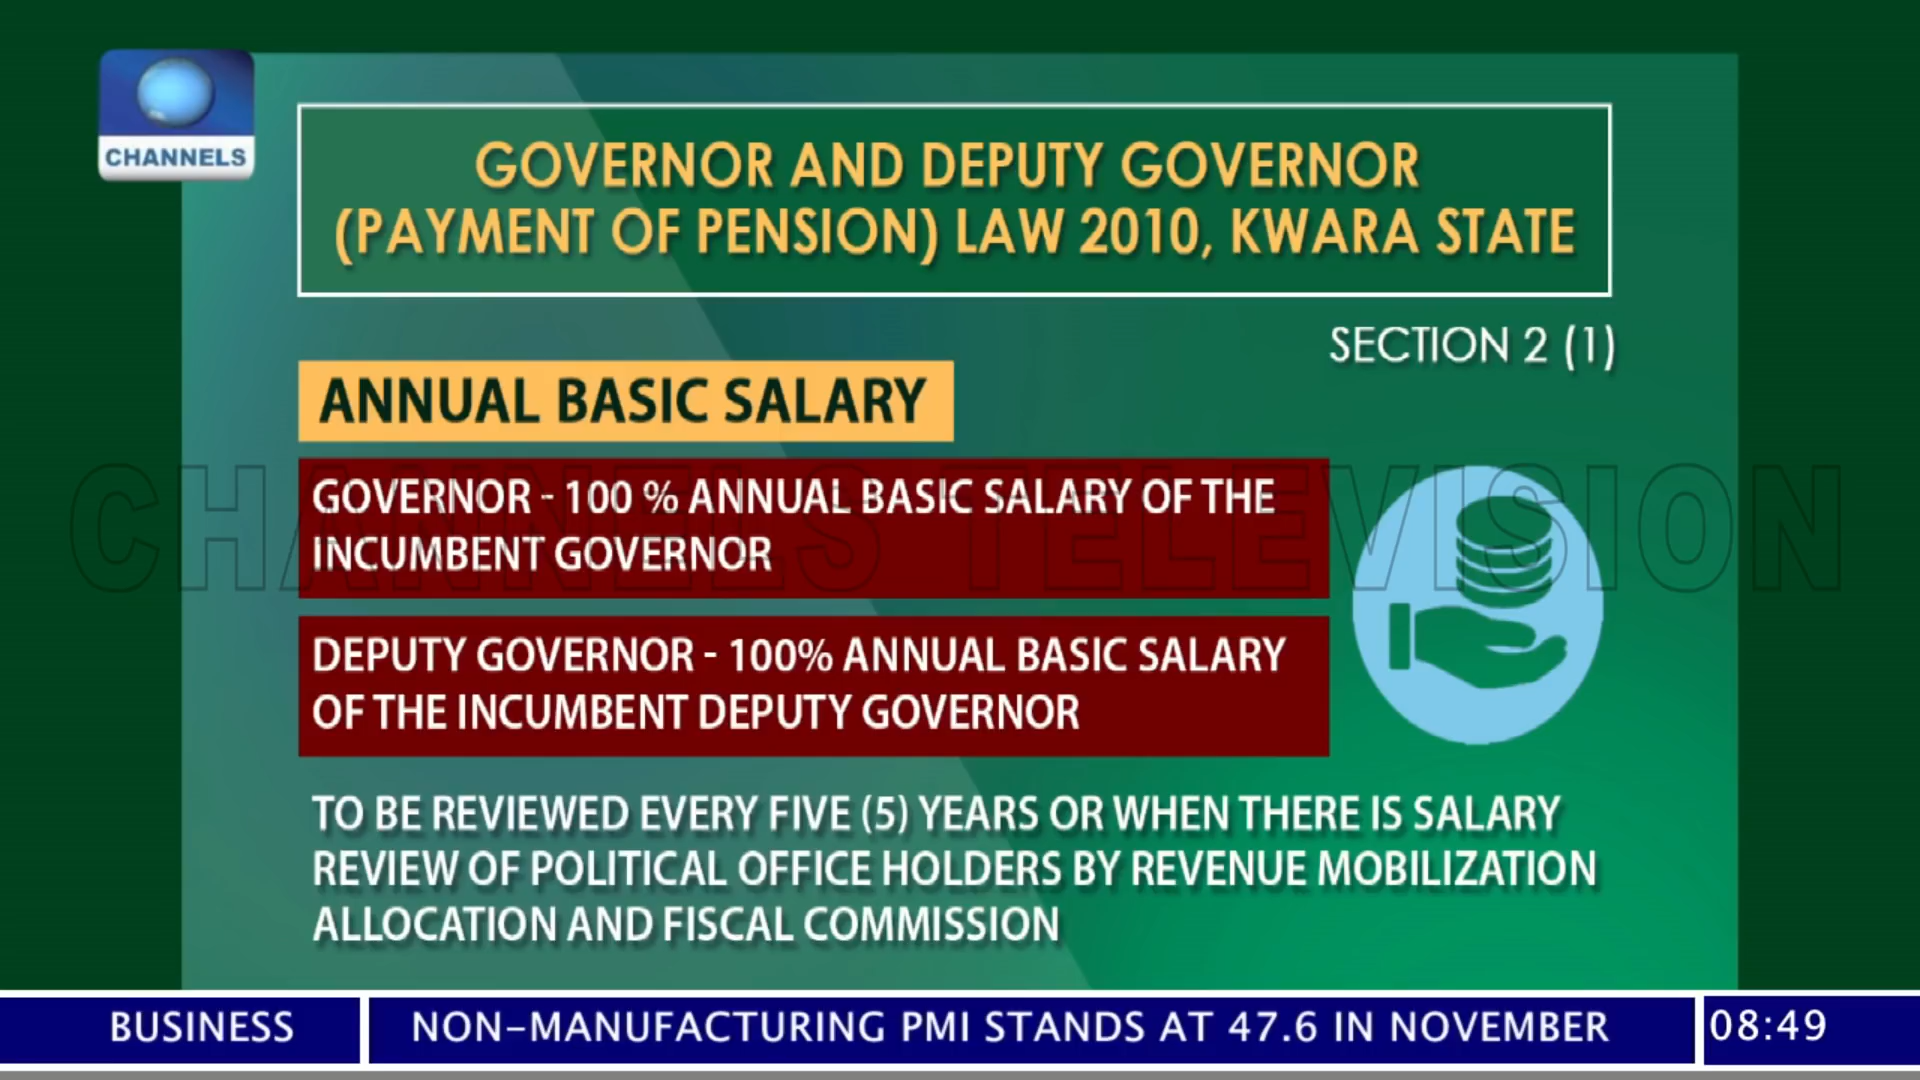 CHANNELS
GOVERNOR AND DEPUTY GOVERNOR
(PAYMENT OF PENSION) LAW 2010, KWARA STATE
SECTION 2 (1)
ANNUAL BASIC SALARY
GOVERNOR - 100 % ANNUAL BASIC SALARY OF THE
INCUMBENT GOVERNOR
CHANNELS TELEVISION
DEPUTY GOVERNOR - 100% ANNUAL BASIC SALARY
OF THE INCUMBENT DEPUTY GOVERNOR
TO BE REVIEWED EVERY FIVE (5) YEARS OR WHEN THERE IS SALARY
REVIEW OF POLITICAL OFFICE HOLDERS BY REVENUE MOBILIZATION
ALLOCATION AND FISCAL COMMISSION
BUSINESS
NON-MANUFACTURING PMI STANDS AT 47.6 IN NOVEMBER
08:49